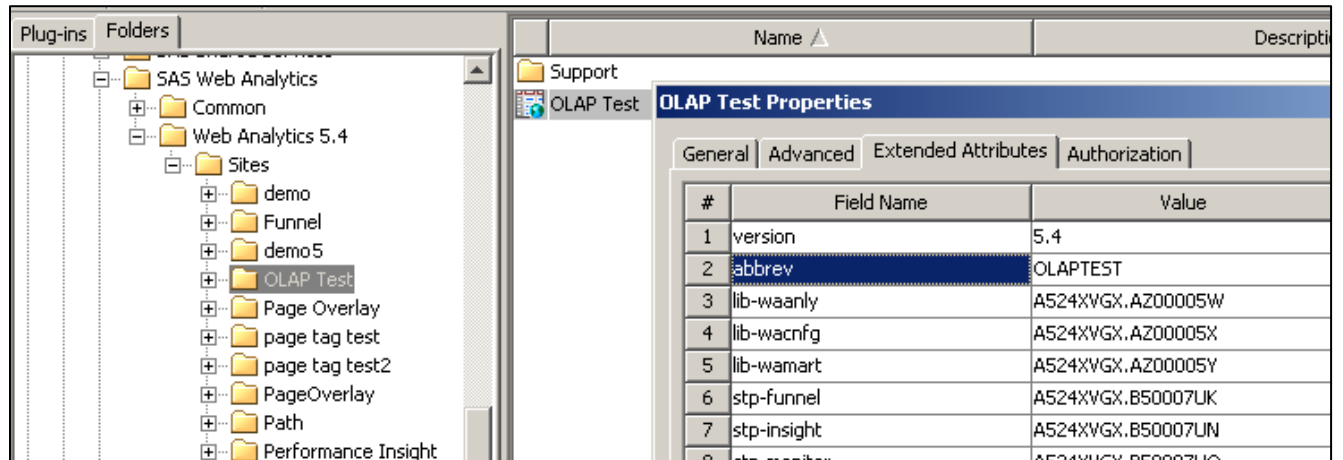 Plug-ins Folders
SAS Web Analytics
Common
Web Analytics 5.4
Sites
demo
Funnel
demo5
OLAP Test
Page Overlay
page tag test
page tag test2
PageOverlay
Path
Performance Insight
Name Descripti
Support
OLAP Test
OLAP Test Properties
General Advanced Extended Attributes Authorization
# Field Name Value
1 version 5.4
2 abbrev OLAPTEST
3 lib-waanly A524XVGX.AZ00005W
4 lib-wacnfg A524XVGX.AZ00005X
5 lib-wamart A524XVGX.AZ00005Y
6 stp-funnel A524XVGX.B50007UK
7 stp-insight A524XVGX.B50007UN